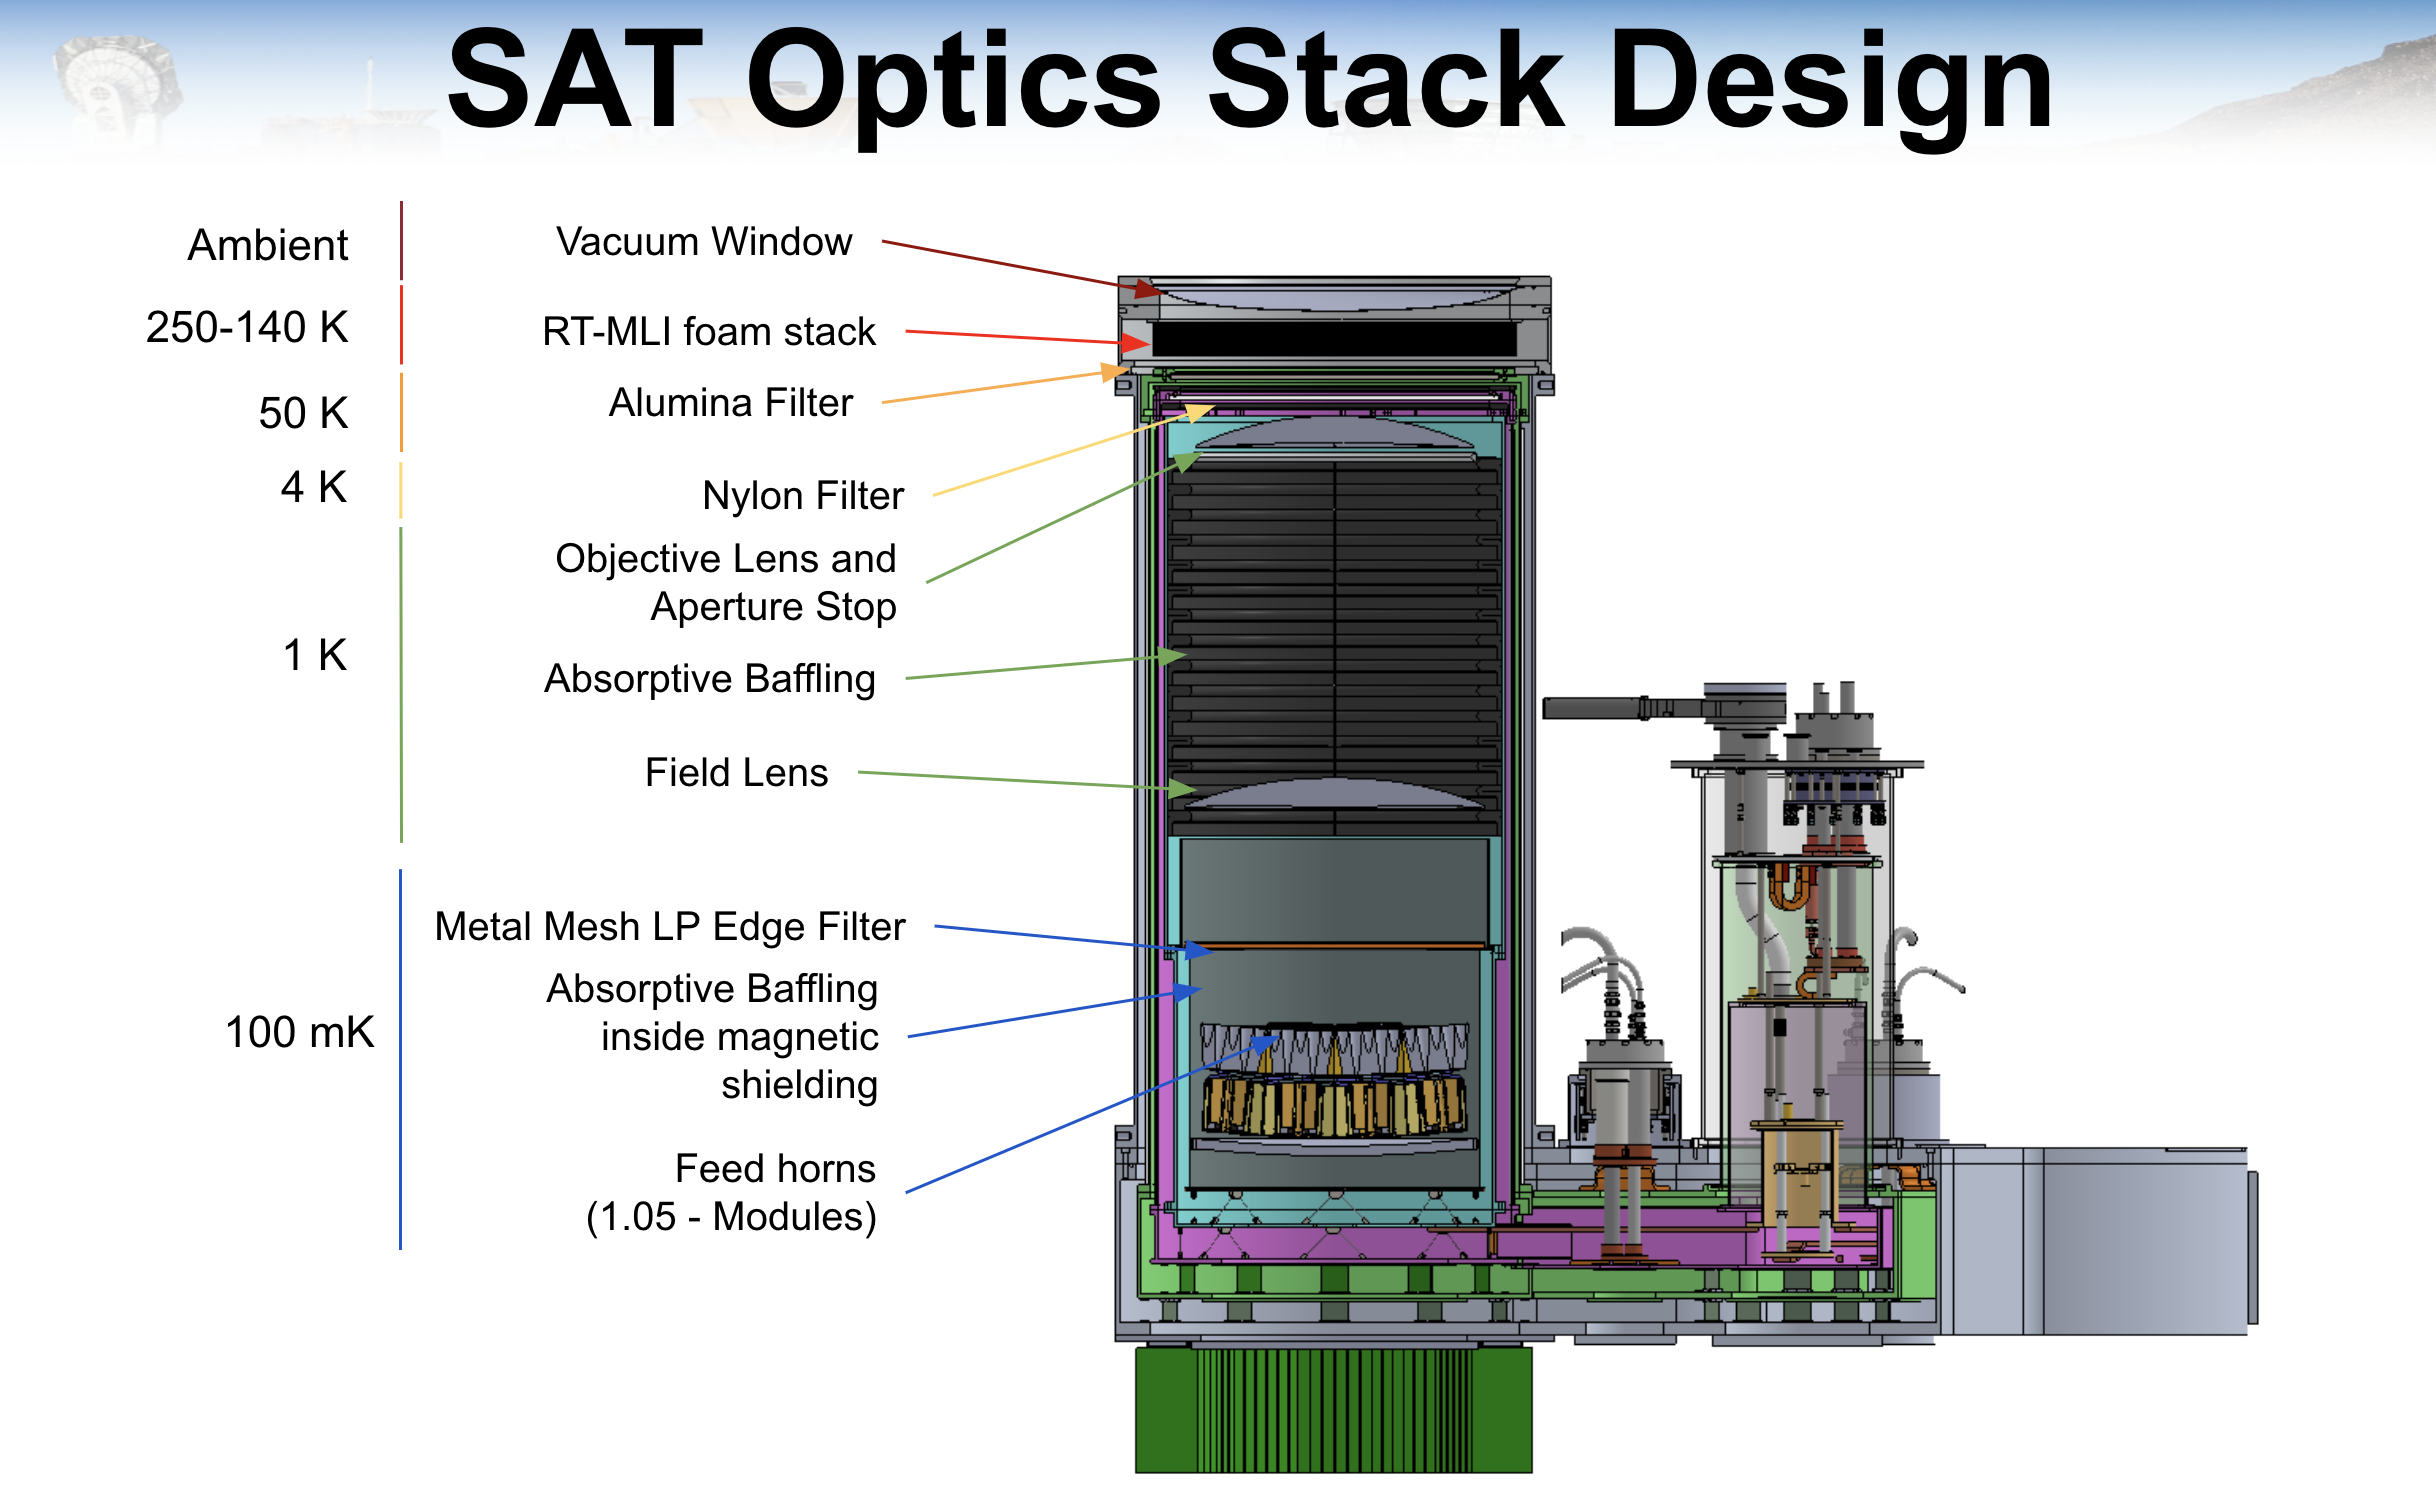 SAT Optics Stack Design
Ambient
Vacuum Window
250-140 K
RT-MLI foam stack
50 K
Alumina Filter
4 K
Nylon Filter
1 K
Objective Lens and
Aperture Stop
Absorptive Baffling
Field Lens
100 mK
Metal Mesh LP Edge Filter
Absorptive Baffling
inside magnetic
shielding
Feed horns
(1.05 - Modules)